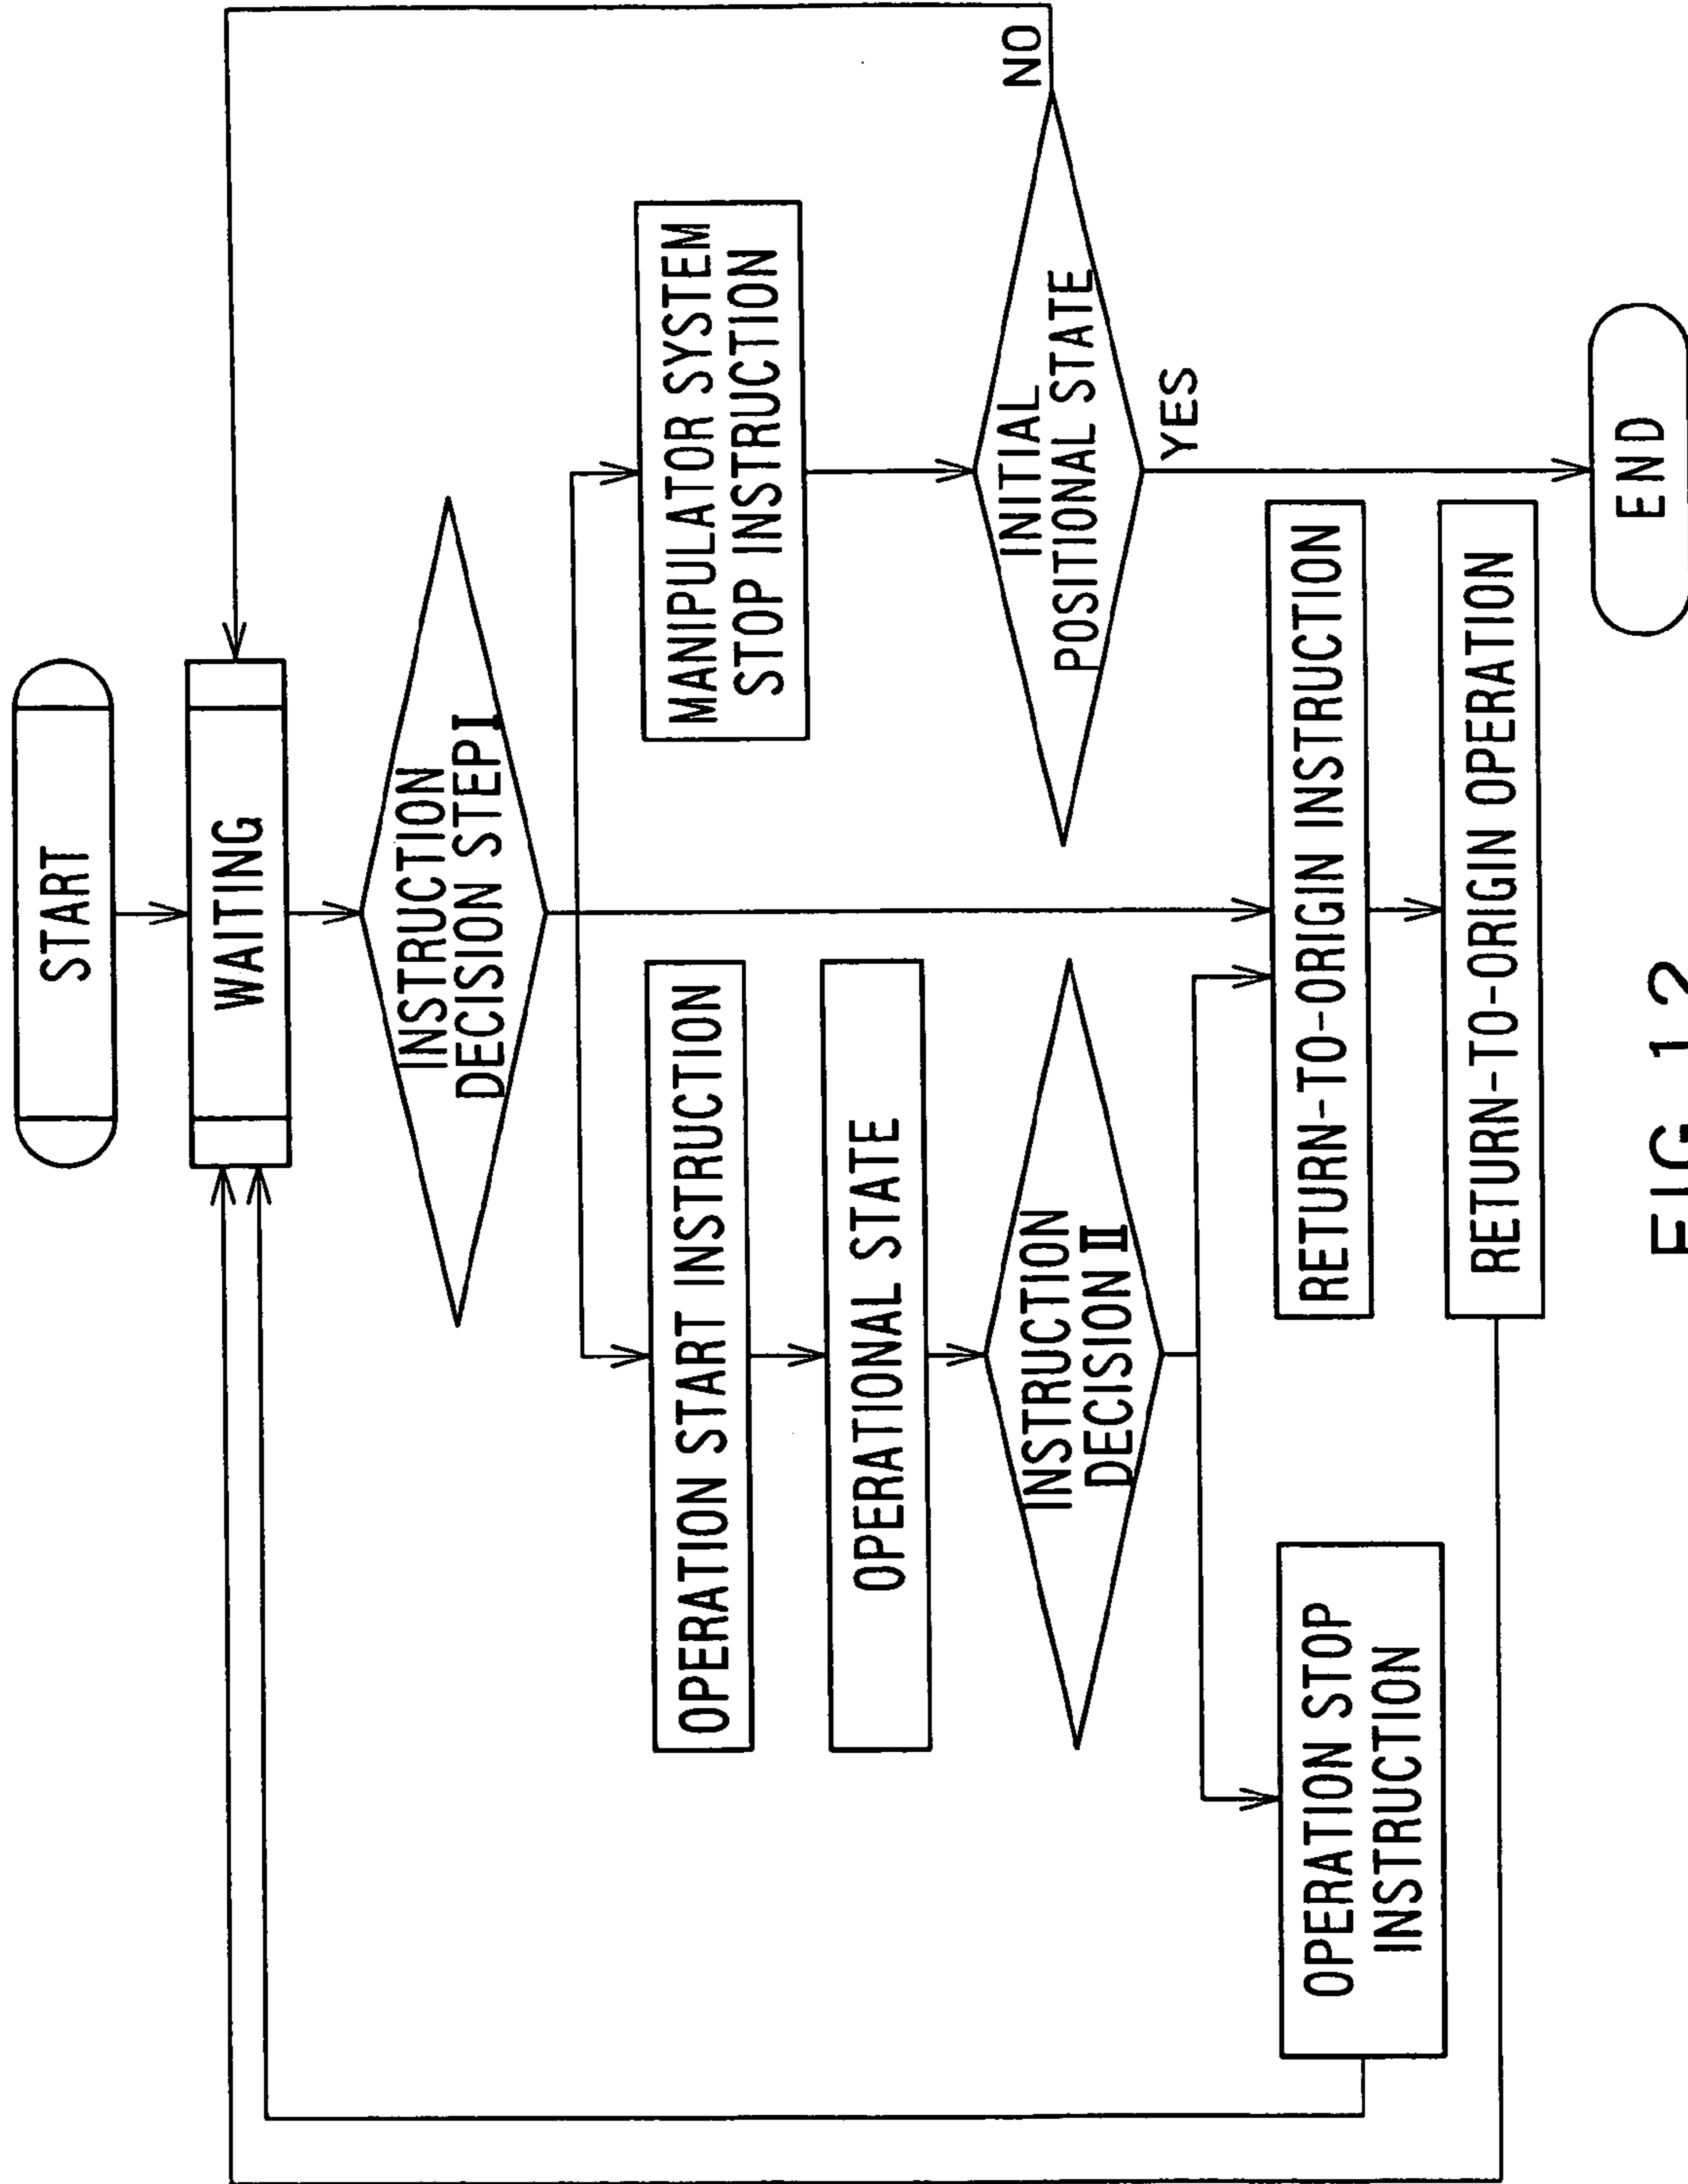 START
WAITING
INSTRUCTION
DECISION STEP I
OPERATION START INSTRUCTION
MANIPULATOR SYSTEM
STOP INSTRUCTION
OPERATIONAL STATE
INSTRUCTION
DECISION II
INITIAL
POSITIONAL STATE
NO
YES
OPERATION STOP
INSTRUCTION
RETURN-TO-ORIGIN INSTRUCTION
RETURN-TO-ORIGIN OPERATION
END
FIG. 12